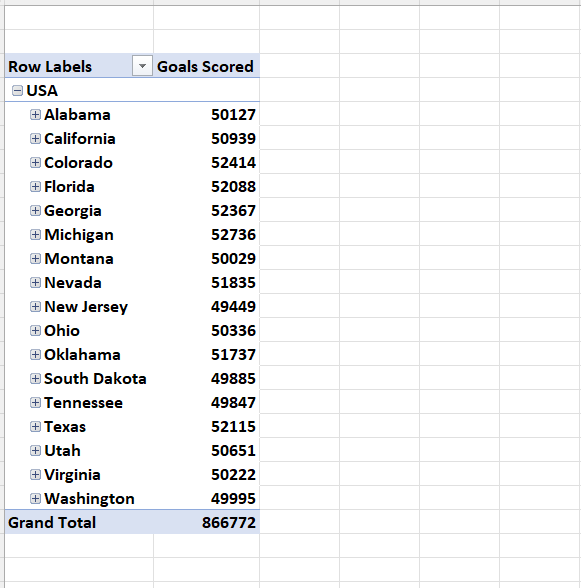 Row Labels Goals Scored
USA
Alabama 50127
California 50939
Colorado 52414
Florida 52088
Georgia 52367
Michigan 52736
Montana 50029
Nevada 51835
New Jersey 49449
Ohio 50336
Oklahoma 51737
South Dakota 49885
Tennessee 49847
Texas 52115
Utah 50651
Virginia 50222
Washington 49995
Grand Total 866772